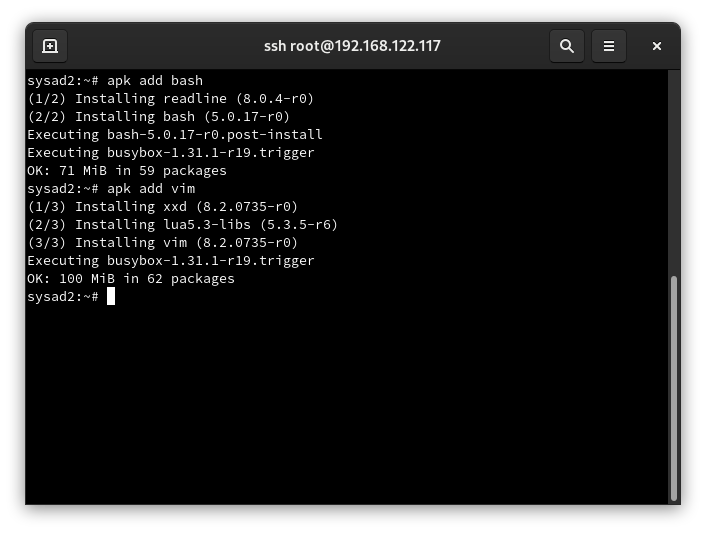 ssh root@192.168.122.117
sysad2:~# apk add bash
(1/2) Installing readline (8.0.4-r0)
(2/2) Installing bash (5.0.17-r0)
Executing bash-5.0.17-r0.post-install
Executing busybox-1.31.1-r19.trigger
OK: 71 MiB in 59 packages
sysad2:~# apk add vim
(1/3) Installing xxd (8.2.0735-r0)
(2/3) Installing lua5.3-libs (5.3.5-r6)
(3/3) Installing vim (8.2.0735-r0)
Executing busybox-1.31.1-r19.trigger
OK: 100 MiB in 62 packages
sysad2:~#